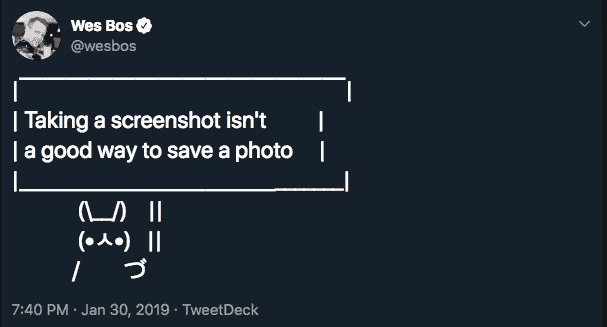 Wes Bos
@wesbos
|￣￣￣￣￣￣￣￣￣￣￣￣|
| Taking a screenshot isn't |
| a good way to save a photo |
|＿＿＿＿＿＿＿＿＿＿＿＿|
(\__/) ||
(•ㅅ•) ||
/ づ
7:40 PM · Jan 30, 2019 · TweetDeck